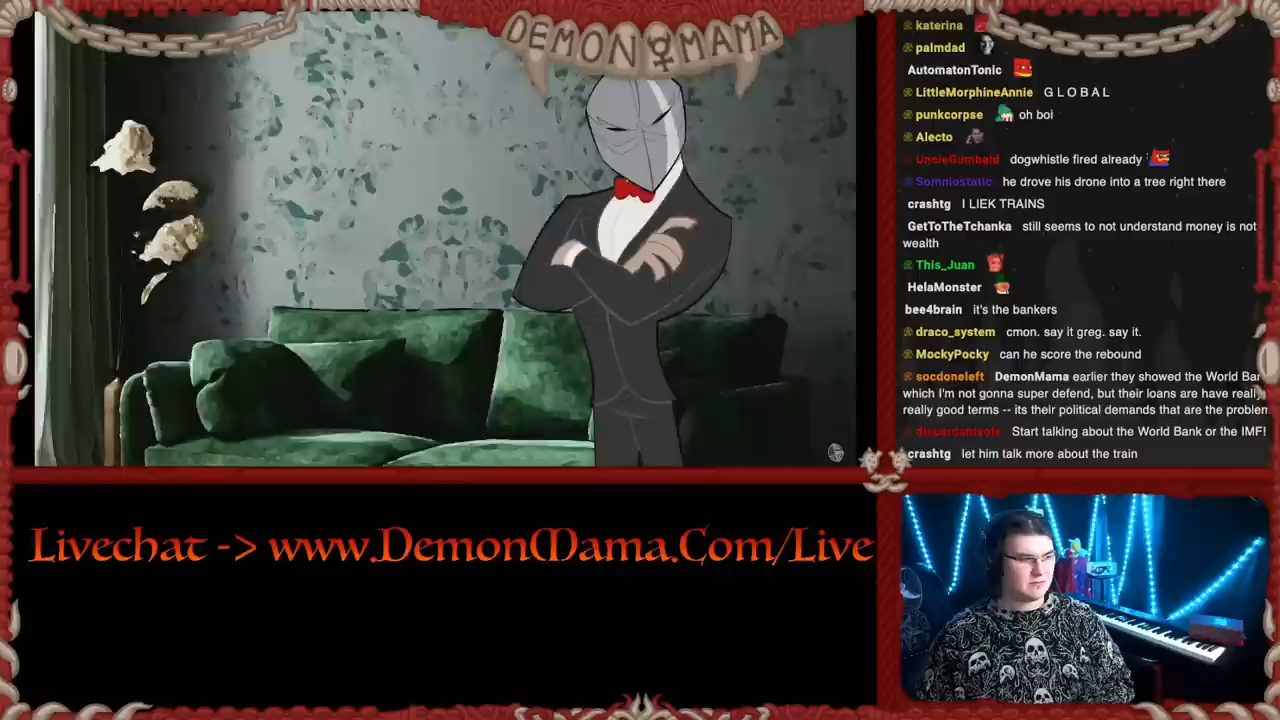 DEMON MAMA
katerina
palmdad
AutomatonTonic
LittleMorphineAnnie G L O B A L
punkcorpse oh boi
Alecto
UncleGumbald dogwhistle fired already
Somniostatic he drove his drone into a tree right there
crashtg I LIEK TRAINS
GetToTheTchanka still seems to not understand money is not
wealth
This_Juan
HelaMonster
bee4brain it's the bankers
draco_system cmon. say it greg. say it.
MockyPocky can he score the rebound
socdoneleft DemonMama earlier they showed the World Ban
which I'm not gonna super defend, but their loans are have really
really good terms -- its their political demands that are the problem.
Start talking about the World Bank or the IMF!
crashtg let him talk more about the train
Livechat -> www.DemonMama.Com/Live